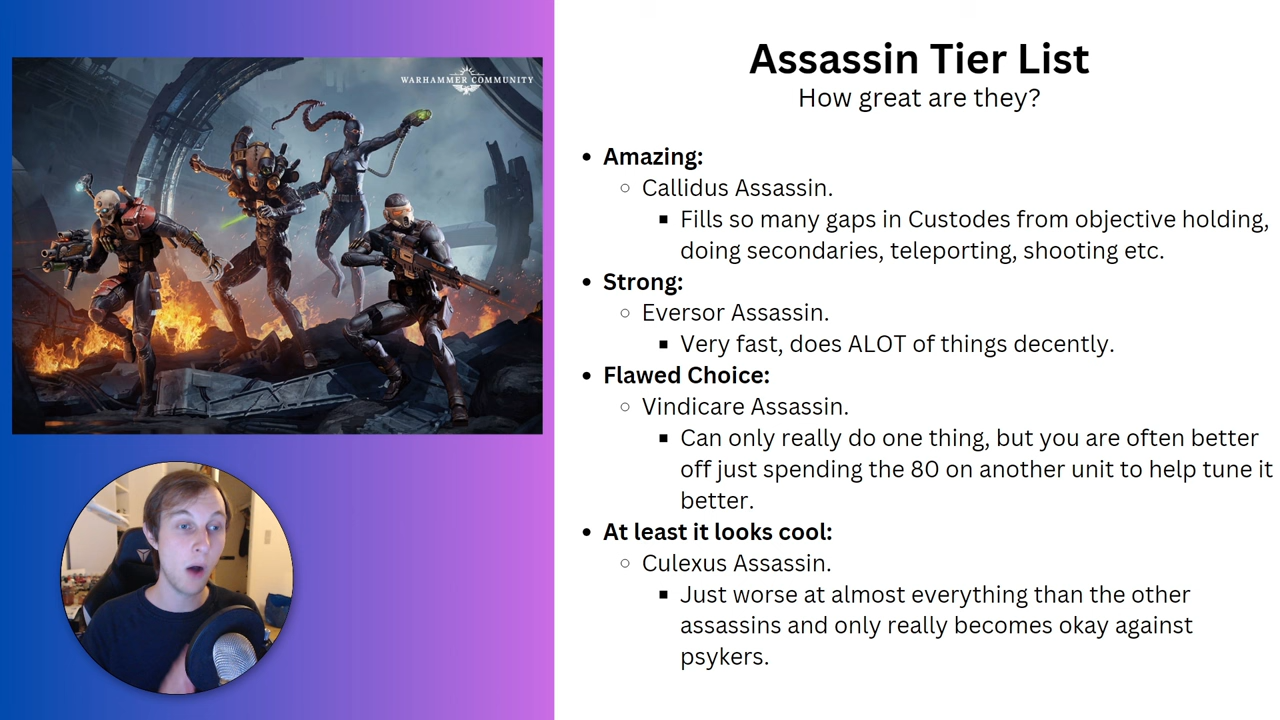 WARHAMMER COMMUNITY
Assassin Tier List
How great are they?
Amazing:
Callidus Assassin.
Fills so many gaps in Custodes from objective holding,
doing secondaries, teleporting, shooting etc.
Strong:
Eversor Assassin.
Very fast, does ALOT of things decently.
Flawed Choice:
Vindicare Assassin.
Can only really do one thing, but you are often better
off just spending the 80 on another unit to help tune it
better.
At least it looks cool:
Culexus Assassin.
Just worse at almost everything than the other
assassins and only really becomes okay against
psykers.